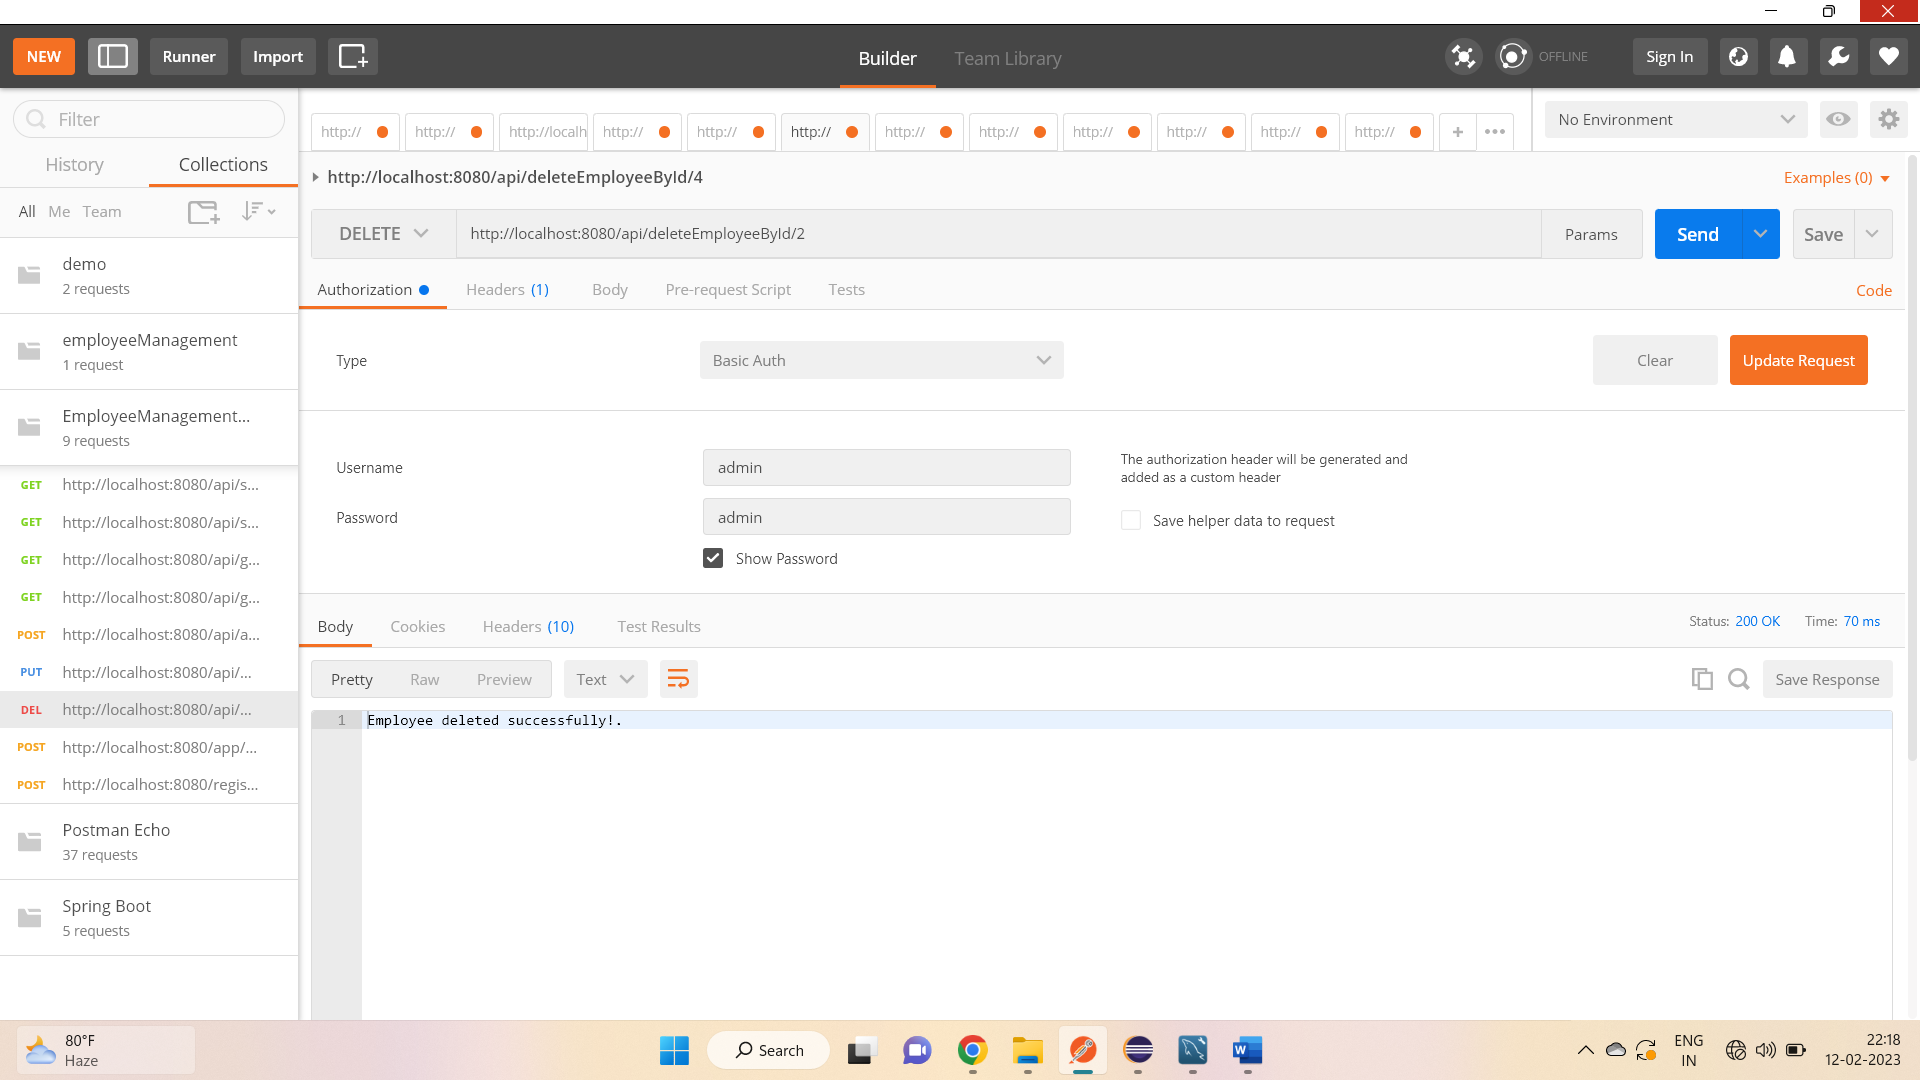 NEW
Runner
Import
Builder
Team Library
OFFLINE
Sign In
Filter
History
Collections
All Me Team
demo
2 requests
employeeManagement
1 request
EmployeeManagement...
9 requests
GET http://localhost:8080/api/s...
GET http://localhost:8080/api/s...
GET http://localhost:8080/api/g...
GET http://localhost:8080/api/g...
POST http://localhost:8080/api/a...
PUT http://localhost:8080/api/...
DEL http://localhost:8080/api/...
POST http://localhost:8080/app/...
POST http://localhost:8080/regis...
Postman Echo
37 requests
Spring Boot
5 requests
http:// http:// http://localh http:// http:// http:// http:// http:// http:// http:// http:// http:// + •••
No Environment
http://localhost:8080/api/deleteEmployeeById/4
Examples (0)
DELETE http://localhost:8080/api/deleteEmployeeById/2 Params Send Save
Authorization Headers (1) Body Pre-request Script Tests Code
Type Basic Auth Clear Update Request
Username admin
Password admin
Show Password
The authorization header will be generated and
added as a custom header
Save helper data to request
Body Cookies Headers (10) Test Results Status: 200 OK Time: 70 ms
Pretty Raw Preview Text Save Response
1 Employee deleted successfully!.
80°F
Haze
Search
W
ENG
IN
22:18
12-02-2023